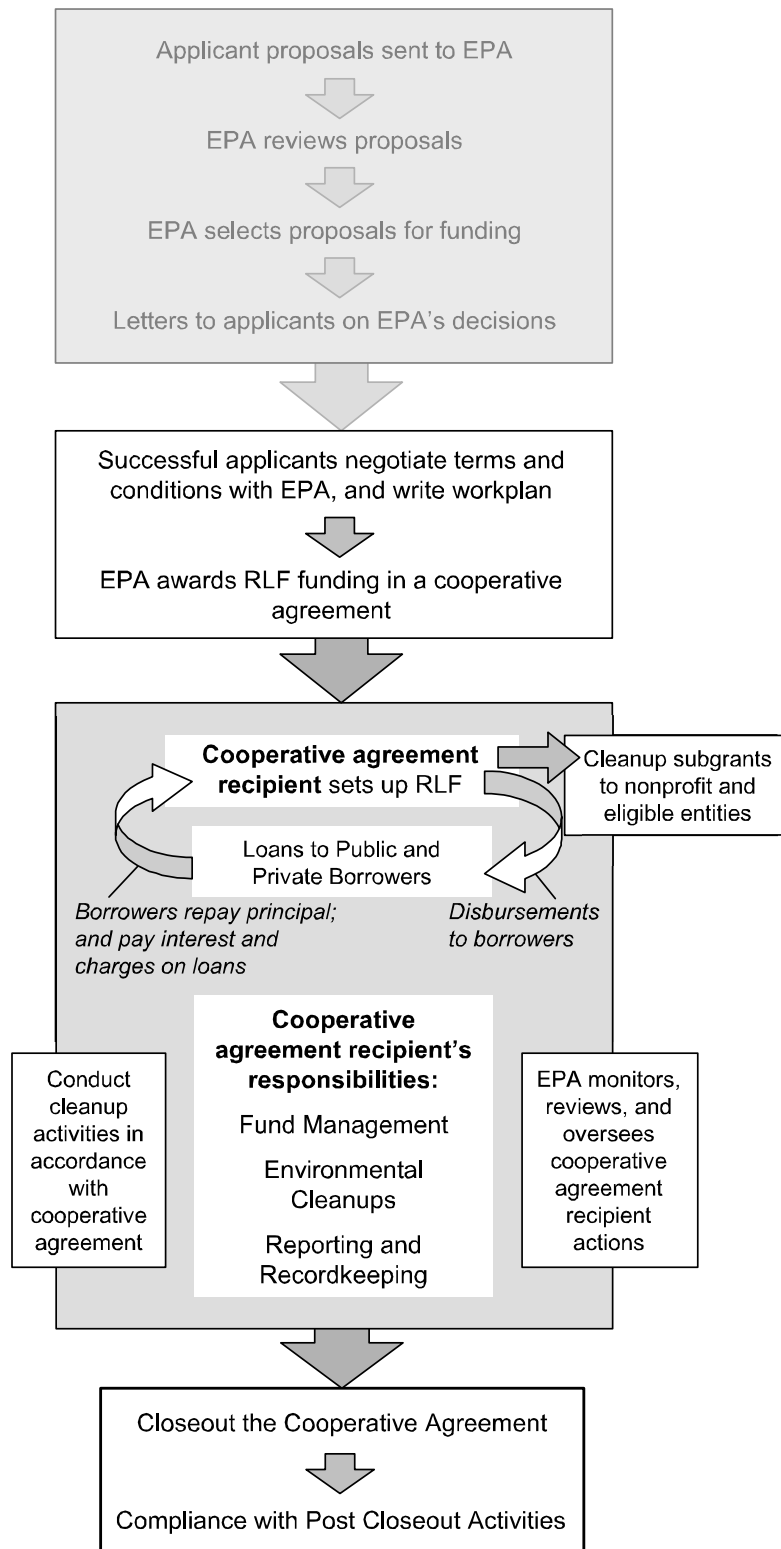 Applicant proposals sent to EPA
EPA reviews proposals
EPA selects proposals for funding
Letters to applicants on EPA's decisions
Successful applicants negotiate terms and
conditions with EPA, and write workplan
EPA awards RLF funding in a cooperative
agreement
Cooperative agreement
recipient sets up RLF
Cleanup subgrants
to nonprofit and
eligible entities
Loans to Public and
Private Borrowers
Borrowers repay principal;
and pay interest and
charges on loans
Disbursements
to borrowers
Cooperative
agreement recipient's
responsibilities:
Fund Management
Environmental
Cleanups
Reporting and
Recordkeeping
Conduct
cleanup
activities in
accordance
with
cooperative
agreement
EPA monitors,
reviews, and
oversees
cooperative
agreement
recipient
actions
Closeout the Cooperative Agreement
Compliance with Post Closeout Activities